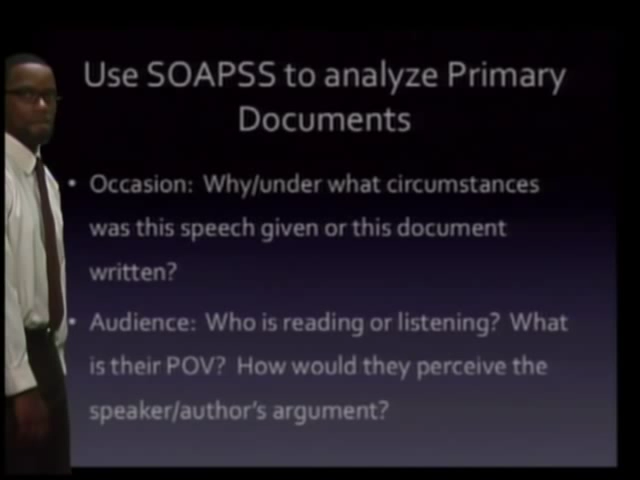 Use SOAPSS to analyze Primary
Documents
• Occasion: Why/under what circumstances
was this speech given or this document
written?
• Audience: Who is reading or listening? What
is their POV? How would they perceive the
speaker/author's argument?